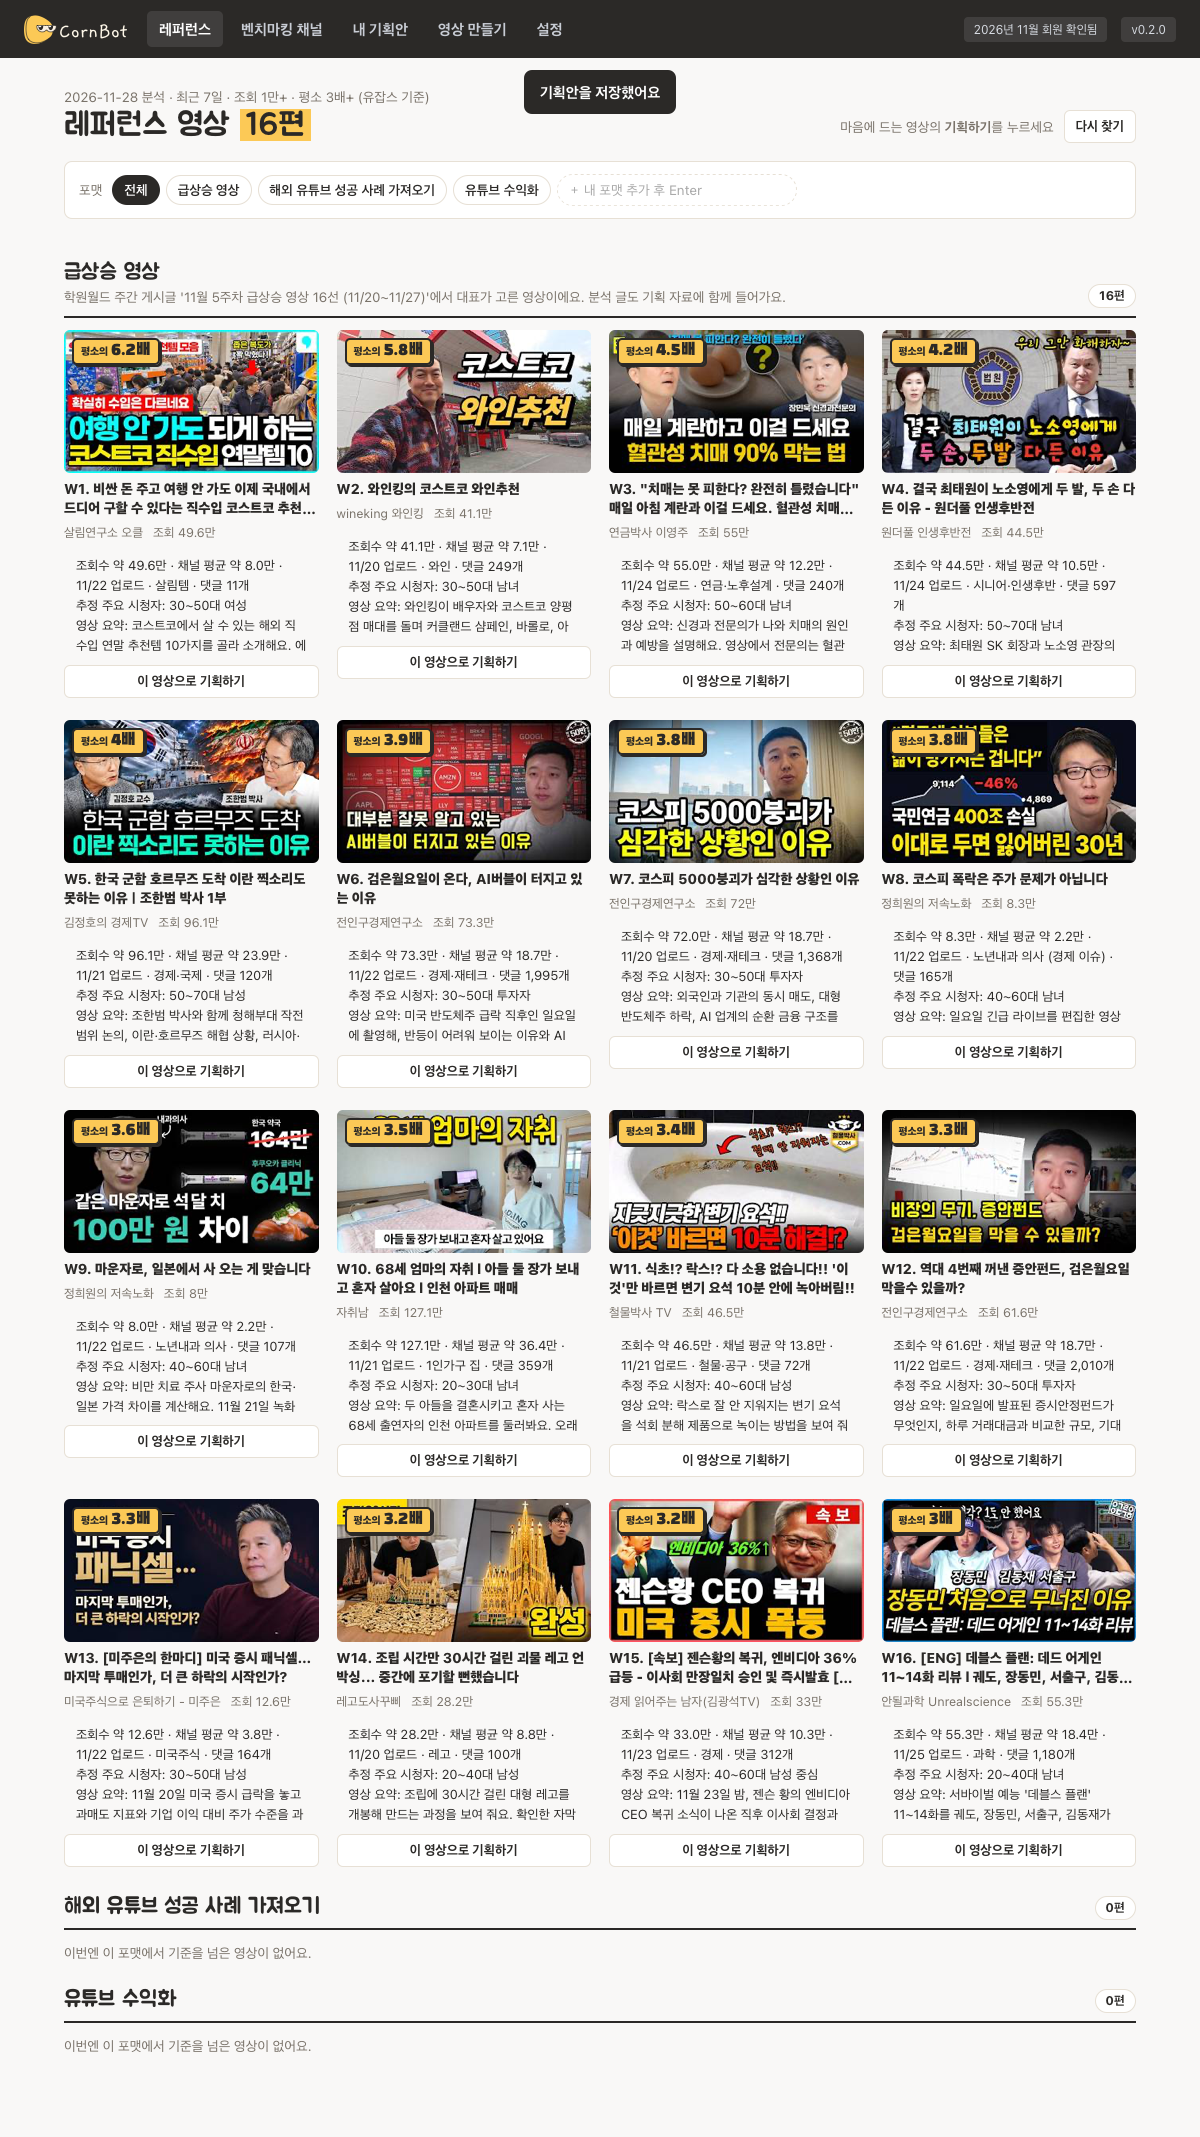 CornBot
레퍼런스
벤치마킹 채널
내 기획안
영상 만들기
설정
2026년 11월 회원 확인됨
v0.2.0
기획안을 저장했어요
2026-11-28 분석 · 최근 7일 · 조회 1만+ · 평소 3배+ (유잡스 기준)
레퍼런스 영상 16편
마음에 드는 영상의 기획하기를 누르세요
다시 찾기
포맷
전체
급상승 영상
해외 유튜브 성공 사례 가져오기
유튜브 수익화
+ 내 포맷 추가 후 Enter
급상승 영상
학원월드 주간 게시글 '11월 5주차 급상승 영상 16선 (11/20~11/27)'에서 대표가 고른 영상이에요. 분석 글도 기획 자료에 함께 들어가요.
16편
평소의 6.2배
확실히 수입은 다르네요
여행 안 가도 되게 하는
코스트코 직수입 연말템 10
W1. 비싼 돈 주고 여행 안 가도 이제 국내에서
드디어 구할 수 있다는 직수입 코스트코 추천...
살림연구소 오클 조회 49.6만
조회수 약 49.6만 · 채널 평균 약 8.0만 ·
11/22 업로드 · 살림템 · 댓글 11개
추정 주요 시청자: 30~50대 여성
영상 요약: 코스트코에서 살 수 있는 해외 직
수입 연말 추천템 10가지를 골라 소개해요. 에
이 영상으로 기획하기
평소의 5.8배
코스트코
와인추천
W2. 와인킹의 코스트코 와인추천
wineking 와인킹 조회 41.1만
조회수 약 41.1만 · 채널 평균 약 7.1만 ·
11/20 업로드 · 와인 · 댓글 249개
추정 주요 시청자: 30~50대 남녀
영상 요약: 와인킹이 배우자와 코스트코 양평
점 매대를 돌며 커클랜드 샴페인, 바롤로, 아
이 영상으로 기획하기
평소의 4.5배
장민욱 신경과전문의
매일 계란하고 이걸 드세요
혈관성 치매 90% 막는 법
W3. "치매는 못 피한다? 완전히 틀렸습니다"
매일 아침 계란과 이걸 드세요. 혈관성 치매...
연금박사 이영주 조회 55만
조회수 약 55.0만 · 채널 평균 약 12.2만 ·
11/24 업로드 · 연금·노후설계 · 댓글 240개
추정 주요 시청자: 50~60대 남녀
영상 요약: 신경과 전문의가 나와 치매의 원인
과 예방을 설명해요. 영상에서 전문의는 혈관
이 영상으로 기획하기
평소의 4.2배
우리 그만 화해하자~
법원
결국 최태원이 노소영에게
두 손, 두 발 다 든 이유
W4. 결국 최태원이 노소영에게 두 발, 두 손 다
든 이유 - 원더풀 인생후반전
원더풀 인생후반전 조회 44.5만
조회수 약 44.5만 · 채널 평균 약 10.5만 ·
11/24 업로드 · 시니어·인생후반 · 댓글 597
개
추정 주요 시청자: 50~70대 남녀
영상 요약: 최태원 SK 회장과 노소영 관장의
이 영상으로 기획하기
평소의 4배
김정호 교수
조한범 박사
한국 군함 호르무즈 도착
이란 찍소리도 못하는 이유
W5. 한국 군함 호르무즈 도착 이란 찍소리도
못하는 이유 | 조한범 박사 1부
김정호의 경제TV 조회 96.1만
조회수 약 96.1만 · 채널 평균 약 23.9만 ·
11/21 업로드 · 경제·국제 · 댓글 120개
추정 주요 시청자: 50~70대 남성
영상 요약: 조한범 박사와 함께 청해부대 작전
범위 논의, 이란·호르무즈 해협 상황, 러시아·
이 영상으로 기획하기
평소의 3.9배
GOOGL
AMZN
TSLA
AAPL
LLY
대부분 잘못 알고 있는
AI버블이 터지고 있는 이유
W6. 검은월요일이 온다, AI버블이 터지고 있
는 이유
전인구경제연구소 조회 73.3만
조회수 약 73.3만 · 채널 평균 약 18.7만 ·
11/22 업로드 · 경제·재테크 · 댓글 1,995개
추정 주요 시청자: 30~50대 투자자
영상 요약: 미국 반도체주 급락 직후인 일요일
에 촬영해, 반등이 어려워 보이는 이유와 AI
이 영상으로 기획하기
평소의 3.8배
코스피 5000붕괴가
심각한 상황인 이유
W7. 코스피 5000붕괴가 심각한 상황인 이유
전인구경제연구소 조회 72만
조회수 약 72.0만 · 채널 평균 약 18.7만 ·
11/20 업로드 · 경제·재테크 · 댓글 1,368개
추정 주요 시청자: 30~50대 투자자
영상 요약: 외국인과 기관의 동시 매도, 대형
반도체주 하락, AI 업계의 순환 금융 구조를
이 영상으로 기획하기
평소의 3.8배
9,114
-46%
4,869
국민연금 400조 손실
이대로 두면 잃어버린 30년
W8. 코스피 폭락은 주가 문제가 아닙니다
정희원의 저속노화 조회 8.3만
조회수 약 8.3만 · 채널 평균 약 2.2만 ·
11/22 업로드 · 노년내과 의사 (경제 이슈) ·
댓글 165개
추정 주요 시청자: 40~60대 남녀
영상 요약: 일요일 긴급 라이브를 편집한 영상
이 영상으로 기획하기
평소의 3.6배
내과의사
한국 약국
164만
후쿠오카 클리닉
64만
같은 마운자로 석 달 치
100만 원 차이
W9. 마운자로, 일본에서 사 오는 게 맞습니다
정희원의 저속노화 조회 8만
조회수 약 8.0만 · 채널 평균 약 2.2만 ·
11/22 업로드 · 노년내과 의사 · 댓글 107개
추정 주요 시청자: 40~60대 남녀
영상 요약: 비만 치료 주사 마운자로의 한국·
일본 가격 차이를 계산해요. 11월 21일 녹화
이 영상으로 기획하기
평소의 3.5배
엄마의 자취
아들 둘 장가 보내고 혼자 살고 있어요
W10. 68세 엄마의 자취 I 아들 둘 장가 보내
고 혼자 살아요 I 인천 아파트 매매
자취남 조회 127.1만
조회수 약 127.1만 · 채널 평균 약 36.4만 ·
11/21 업로드 · 1인가구 집 · 댓글 359개
추정 주요 시청자: 20~30대 남녀
영상 요약: 두 아들을 결혼시키고 혼자 사는
68세 출연자의 인천 아파트를 둘러봐요. 오래
이 영상으로 기획하기
평소의 3.4배
철물박사
.COM
지긋지긋한 변기 요석!!
'이것' 바르면 10분 해결!?
W11. 식초!? 락스!? 다 소용 없습니다!! '이
것'만 바르면 변기 요석 10분 안에 녹아버림!!
철물박사 TV 조회 46.5만
조회수 약 46.5만 · 채널 평균 약 13.8만 ·
11/21 업로드 · 철물·공구 · 댓글 72개
추정 주요 시청자: 40~60대 남성
영상 요약: 락스로 잘 안 지워지는 변기 요석
을 석회 분해 제품으로 녹이는 방법을 보여 줘
이 영상으로 기획하기
평소의 3.3배
비장의 무기. 증안펀드
검은월요일을 막을 수 있을까?
W12. 역대 4번째 꺼낸 증안펀드, 검은월요일
막을수 있을까?
전인구경제연구소 조회 61.6만
조회수 약 61.6만 · 채널 평균 약 18.7만 ·
11/22 업로드 · 경제·재테크 · 댓글 2,010개
추정 주요 시청자: 30~50대 투자자
영상 요약: 일요일에 발표된 증시안정펀드가
무엇인지, 하루 거래대금과 비교한 규모, 기대
이 영상으로 기획하기
평소의 3.3배
미국 증시
패닉셀...
마지막 투매인가,
더 큰 하락의 시작인가?
W13. [미주은의 한마디] 미국 증시 패닉셀...
마지막 투매인가, 더 큰 하락의 시작인가?
미국주식으로 은퇴하기 - 미주은 조회 12.6만
조회수 약 12.6만 · 채널 평균 약 3.8만 ·
11/22 업로드 · 미국주식 · 댓글 164개
추정 주요 시청자: 30~50대 남성
영상 요약: 11월 20일 미국 증시 급락을 놓고
과매도 지표와 기업 이익 대비 주가 수준을 과
이 영상으로 기획하기
평소의 3.2배
완성
W14. 조립 시간만 30시간 걸린 괴물 레고 언
박싱... 중간에 포기할 뻔했습니다
레고도사꾸삐 조회 28.2만
조회수 약 28.2만 · 채널 평균 약 8.8만 ·
11/20 업로드 · 레고 · 댓글 100개
추정 주요 시청자: 20~40대 남성
영상 요약: 조립에 30시간 걸린 대형 레고를
개봉해 만드는 과정을 보여 줘요. 확인한 자막
이 영상으로 기획하기
평소의 3.2배
속보
엔비디아 36%↑
젠슨황 CEO 복귀
미국 증시 폭등
W15. [속보] 젠슨황의 복귀, 엔비디아 36%
급등 - 이사회 만장일치 승인 및 즉시발효 [...
경제 읽어주는 남자(김광석TV) 조회 33만
조회수 약 33.0만 · 채널 평균 약 10.3만 ·
11/23 업로드 · 경제 · 댓글 312개
추정 주요 시청자: 40~60대 남성 중심
영상 요약: 11월 23일 밤, 젠슨 황의 엔비디아
CEO 복귀 소식이 나온 직후 이사회 결정과
이 영상으로 기획하기
평소의 3배
장동민 김동재 서출구
장동민 처음으로 무너진 이유
데블스 플랜: 데드 어게인 11~14화 리뷰
W16. [ENG] 데블스 플랜: 데드 어게인
11~14화 리뷰 I 궤도, 장동민, 서출구, 김동...
안될과학 Unrealscience 조회 55.3만
조회수 약 55.3만 · 채널 평균 약 18.4만 ·
11/25 업로드 · 과학 · 댓글 1,180개
추정 주요 시청자: 20~40대 남녀
영상 요약: 서바이벌 예능 '데블스 플랜'
11~14화를 궤도, 장동민, 서출구, 김동재가
이 영상으로 기획하기
해외 유튜브 성공 사례 가져오기
0편
이번엔 이 포맷에서 기준을 넘은 영상이 없어요.
유튜브 수익화
0편
이번엔 이 포맷에서 기준을 넘은 영상이 없어요.